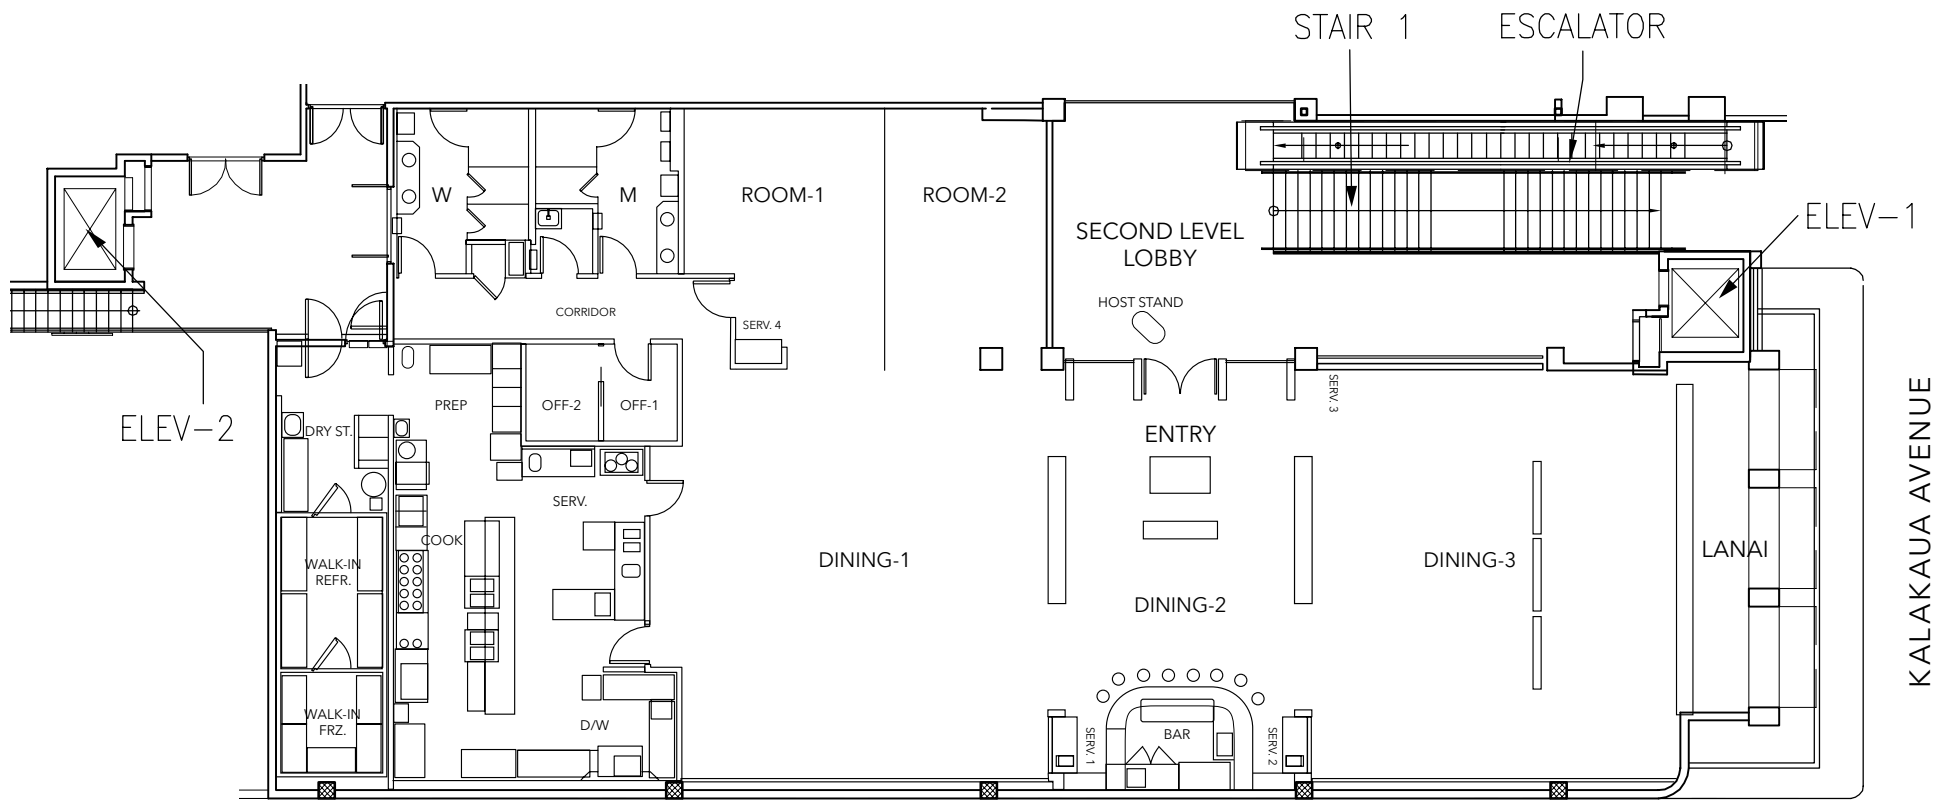 STAIR 1
ESCALATOR
W
M
ROOM-1
ROOM-2
ELEV-1
SECOND LEVEL
LOBBY
HOST STAND
CORRIDOR
SERV. 4
SERV. 3
ELEV-2
DRY ST.
PREP
OFF-2
OFF-1
ENTRY
KALAKAUA AVENUE
SERV.
COOK
WALK-IN
REFR.
DINING-1
DINING-3
LANAI
DINING-2
WALK-IN
FRZ.
D/W
SERV. 1
BAR
SERV. 2